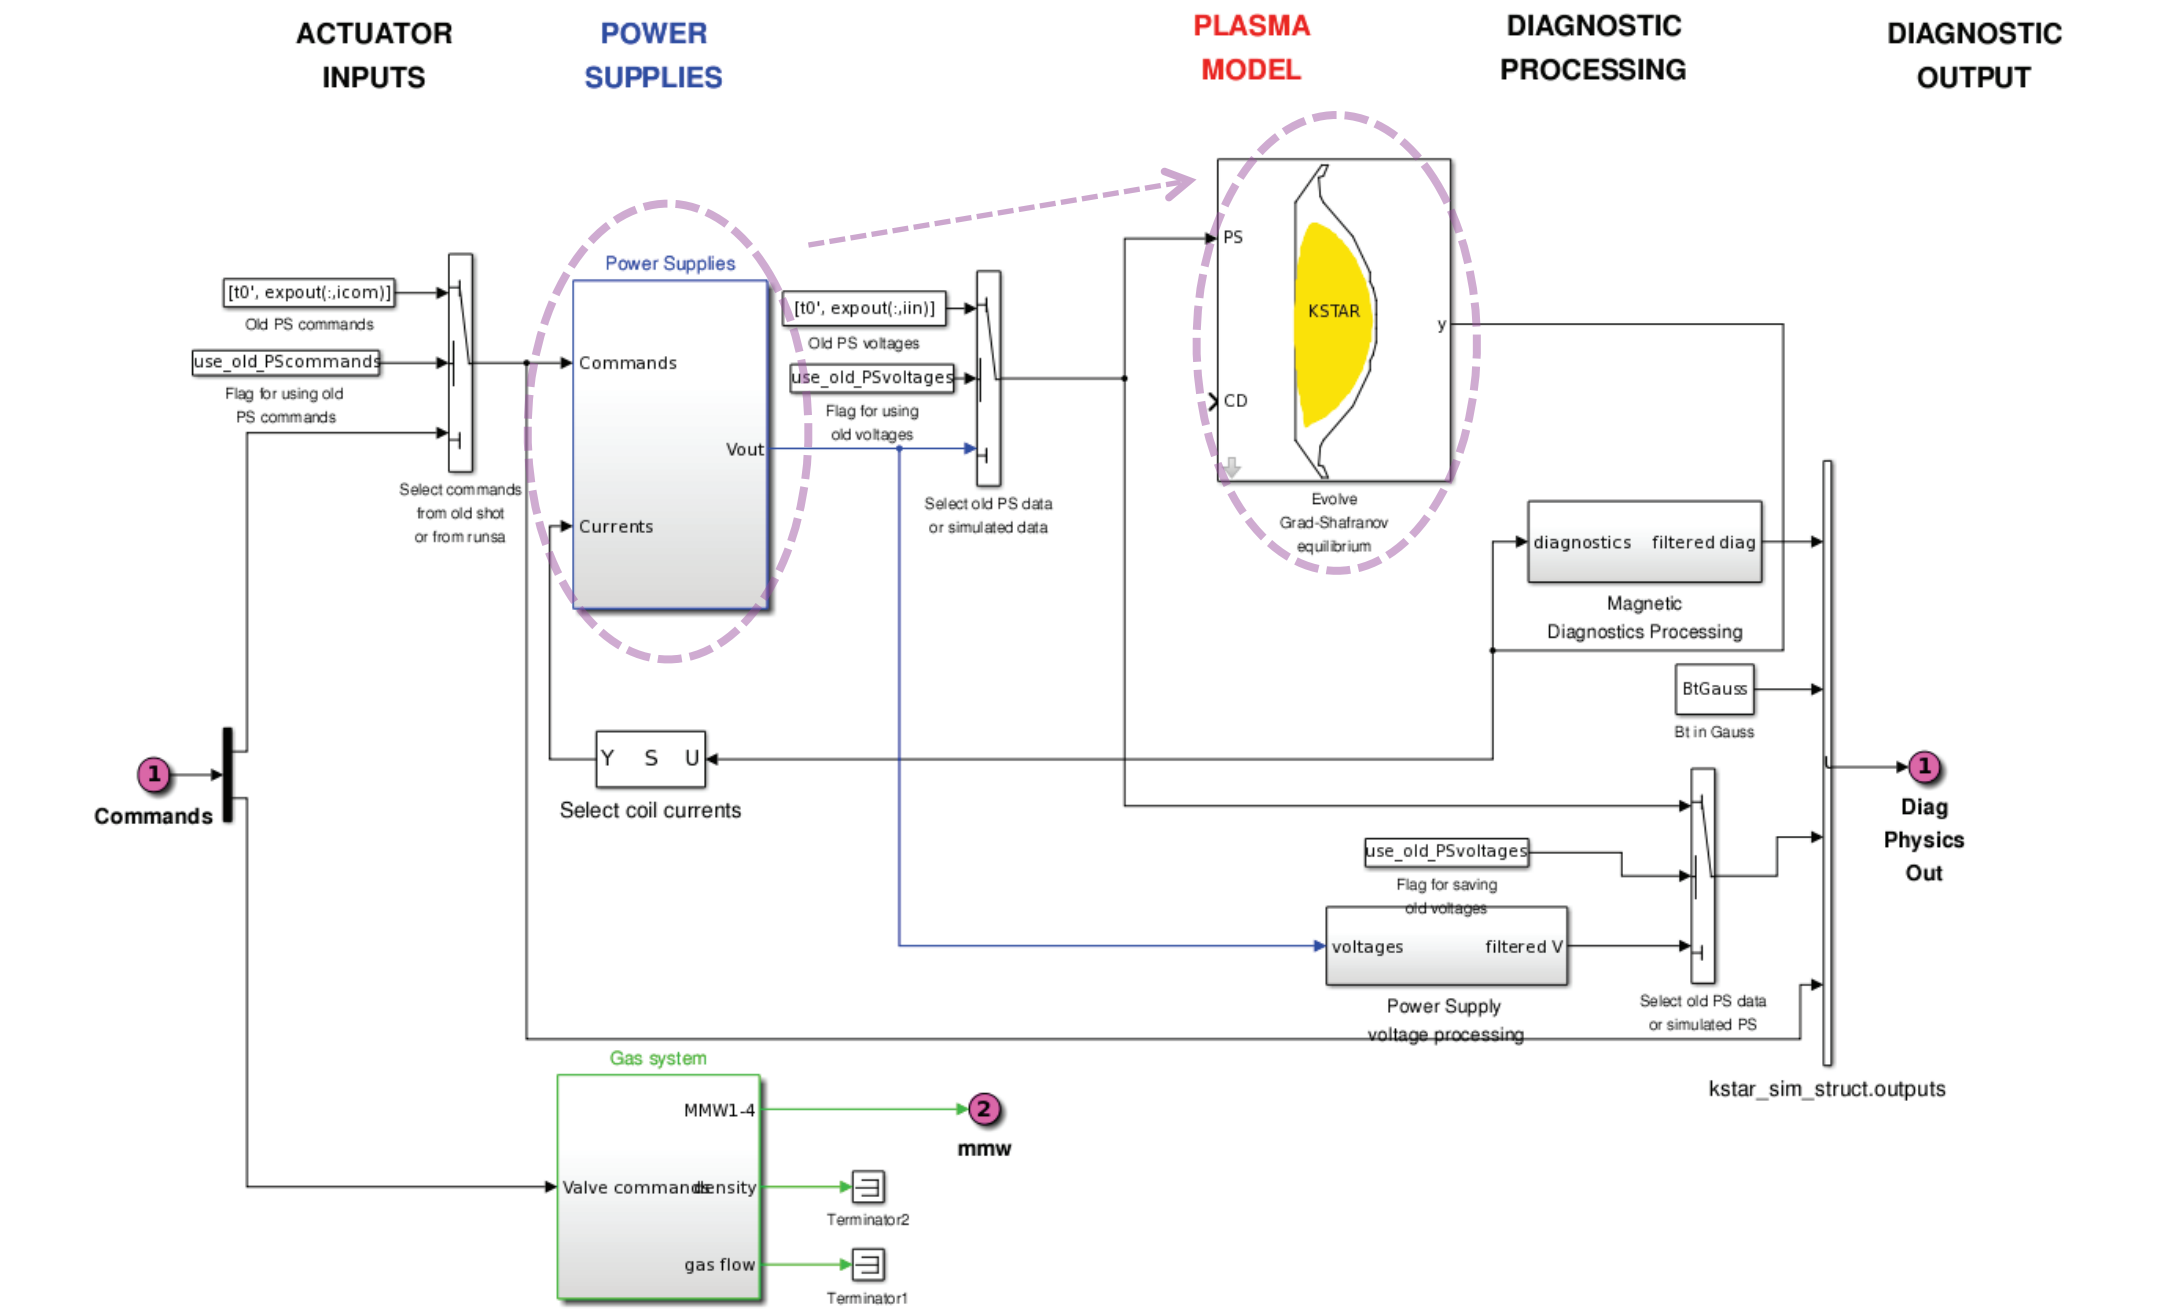 ACTUATOR
INPUTS
POWER
SUPPLIES
PLASMA
MODEL
DIAGNOSTIC
PROCESSING
DIAGNOSTIC
OUTPUT
[t0', expout(:,icom)]
Old PS commands
use_old_PScommands
Flag for using old
PS commands
Select commands
from old shot
or from runsa
Power Supplies
Commands
Vout
Currents
[t0', expout(:,iin)]
Old PS voltages
use_old_PSvoltages
Flag for using
old voltages
Select old PS data
or simulated data
PS
KSTAR
y
CD
Evolve
Grad-Shafranov
equilibrium
diagnostics filtered diag
Magnetic
Diagnostics Processing
BtGauss
Bt in Gauss
1
Commands
Y S U
Select coil currents
use_old_PSvoltages
Flag for saving
old voltages
voltages filtered V
Power Supply
voltage processing
Select old PS data
or simulated PS
1
Diag
Physics
Out
kstar_sim_struct.outputs
Gas system
MMW1-4
Valve commands
density
gas flow
2
mmw
Terminator2
Terminator1